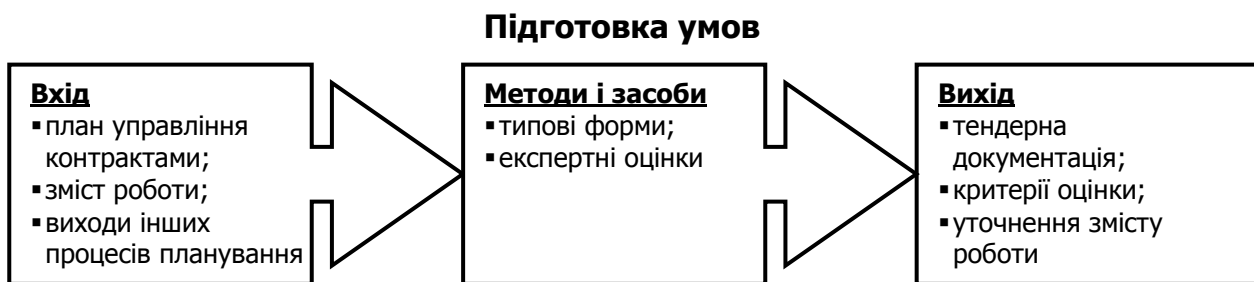 Підготовка умов
Вхід
▪план управління
контрактами;
▪зміст роботи;
▪виходи інших
процесів планування
Методи і засоби
▪типові форми;
▪експертні оцінки
Вихід
▪тендерна
документація;
▪критерії оцінки;
▪уточнення змісту
роботи